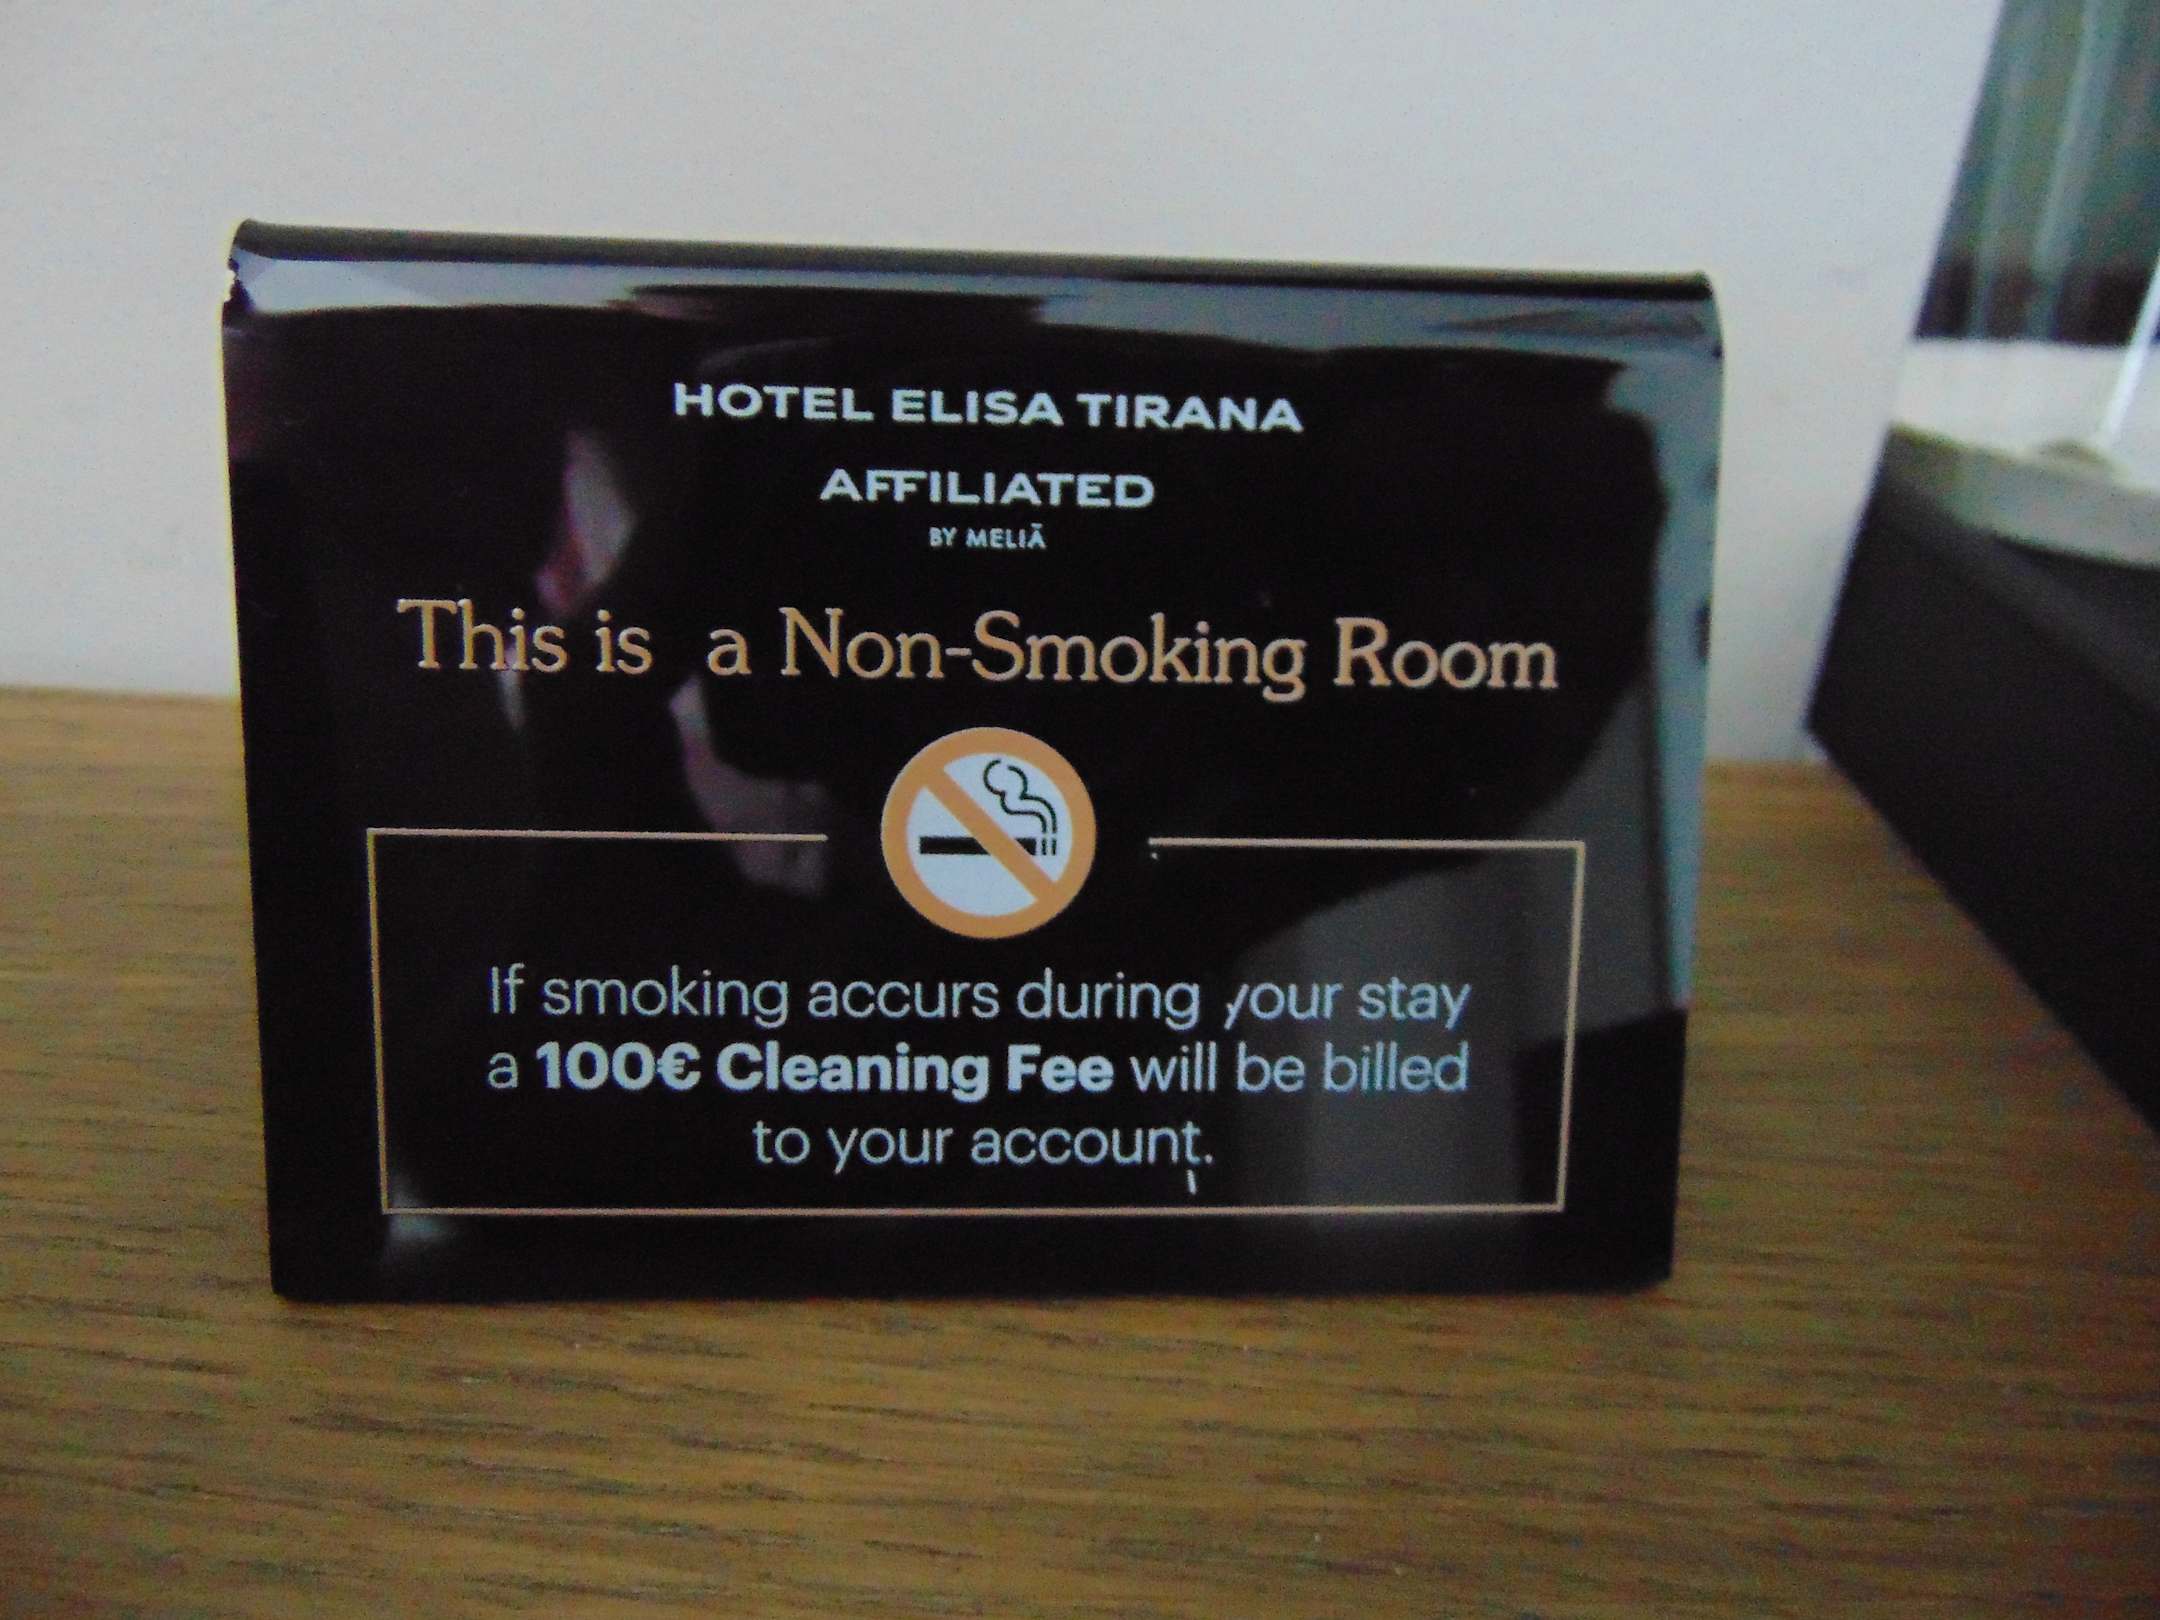 HOTEL ELISA TIRANA
AFFILIATED
BY MELIÃ
This is a Non-Smoking Room
If smoking accurs during your stay
a 100€ Cleaning Fee will be billed
to your account.